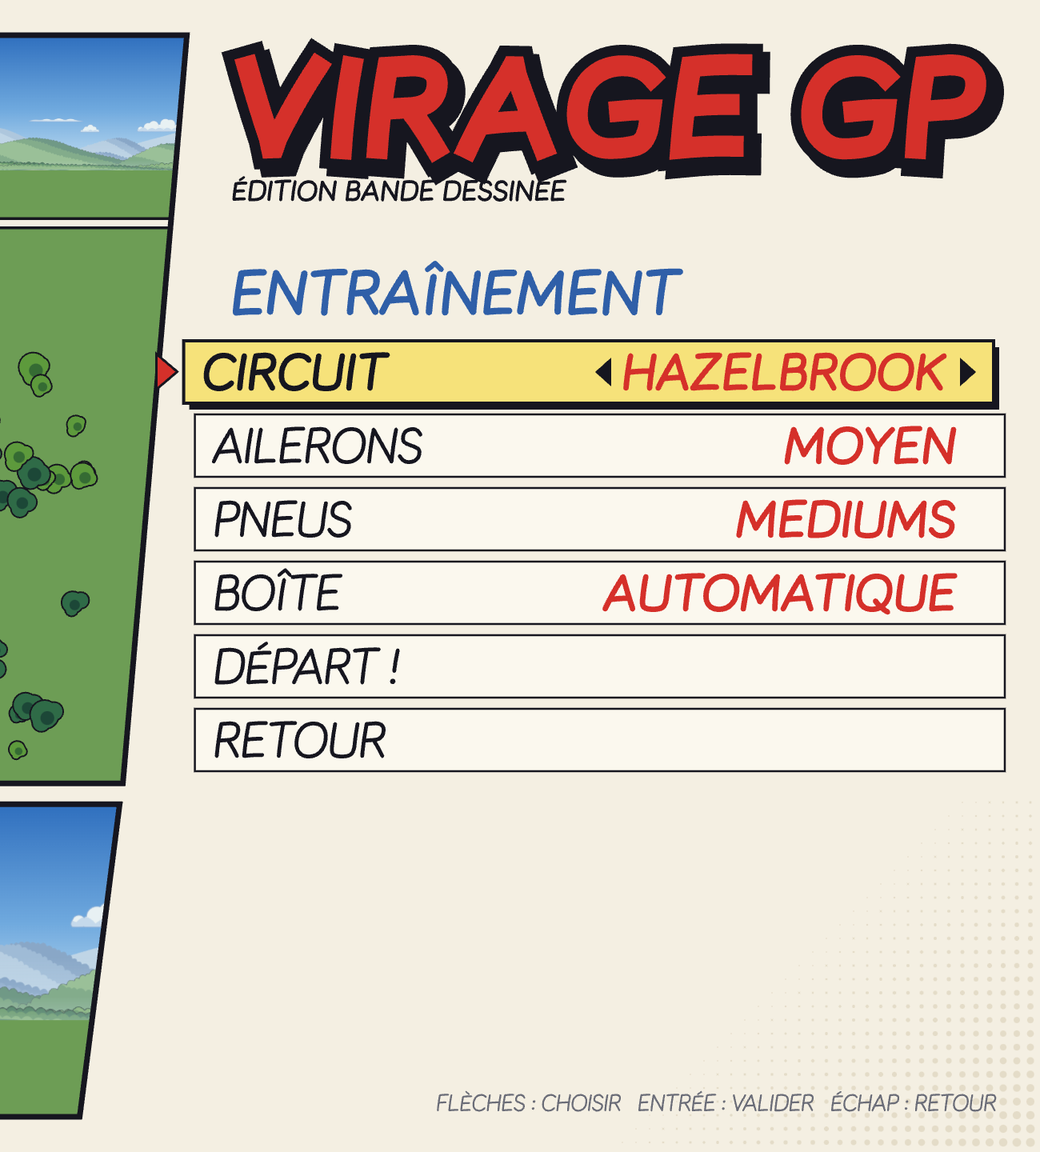 VIRAGE GP
ÉDITION BANDE DESSINÉE
ENTRAÎNEMENT
CIRCUIT HAZELBROOK
AILERONS MOYEN
PNEUS MEDIUMS
BOÎTE AUTOMATIQUE
DÉPART !
RETOUR
FLÈCHES : CHOISIR ENTRÉE : VALIDER ÉCHAP : RETOUR